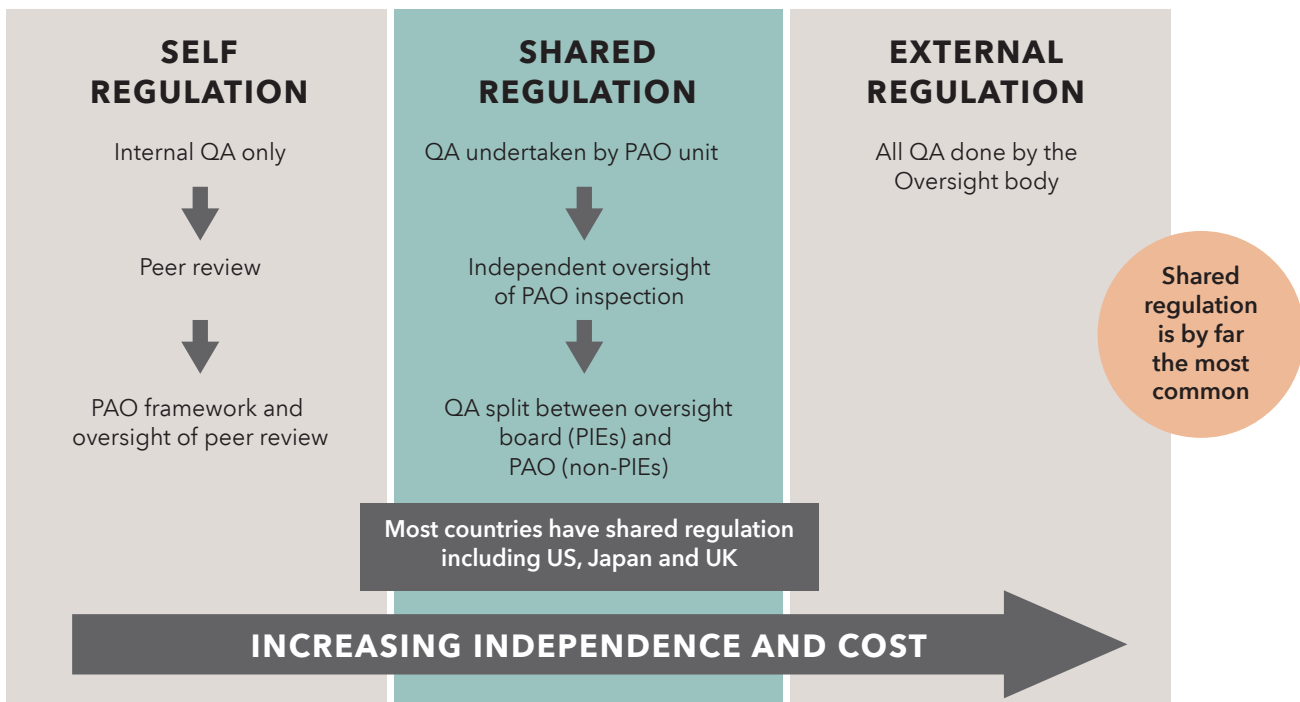 SELF
REGULATION
Internal QA only
Peer review
PAO framework and
oversight of peer review
SHARED
REGULATION
QA undertaken by PAO unit
Independent oversight
of PAO inspection
QA split between oversight
board (PIEs) and
PAO (non-PIEs)
EXTERNAL
REGULATION
All QA done by the
Oversight body
Shared
regulation
is by far
the most
common
Most countries have shared regulation
including US, Japan and UK
INCREASING INDEPENDENCE AND COST